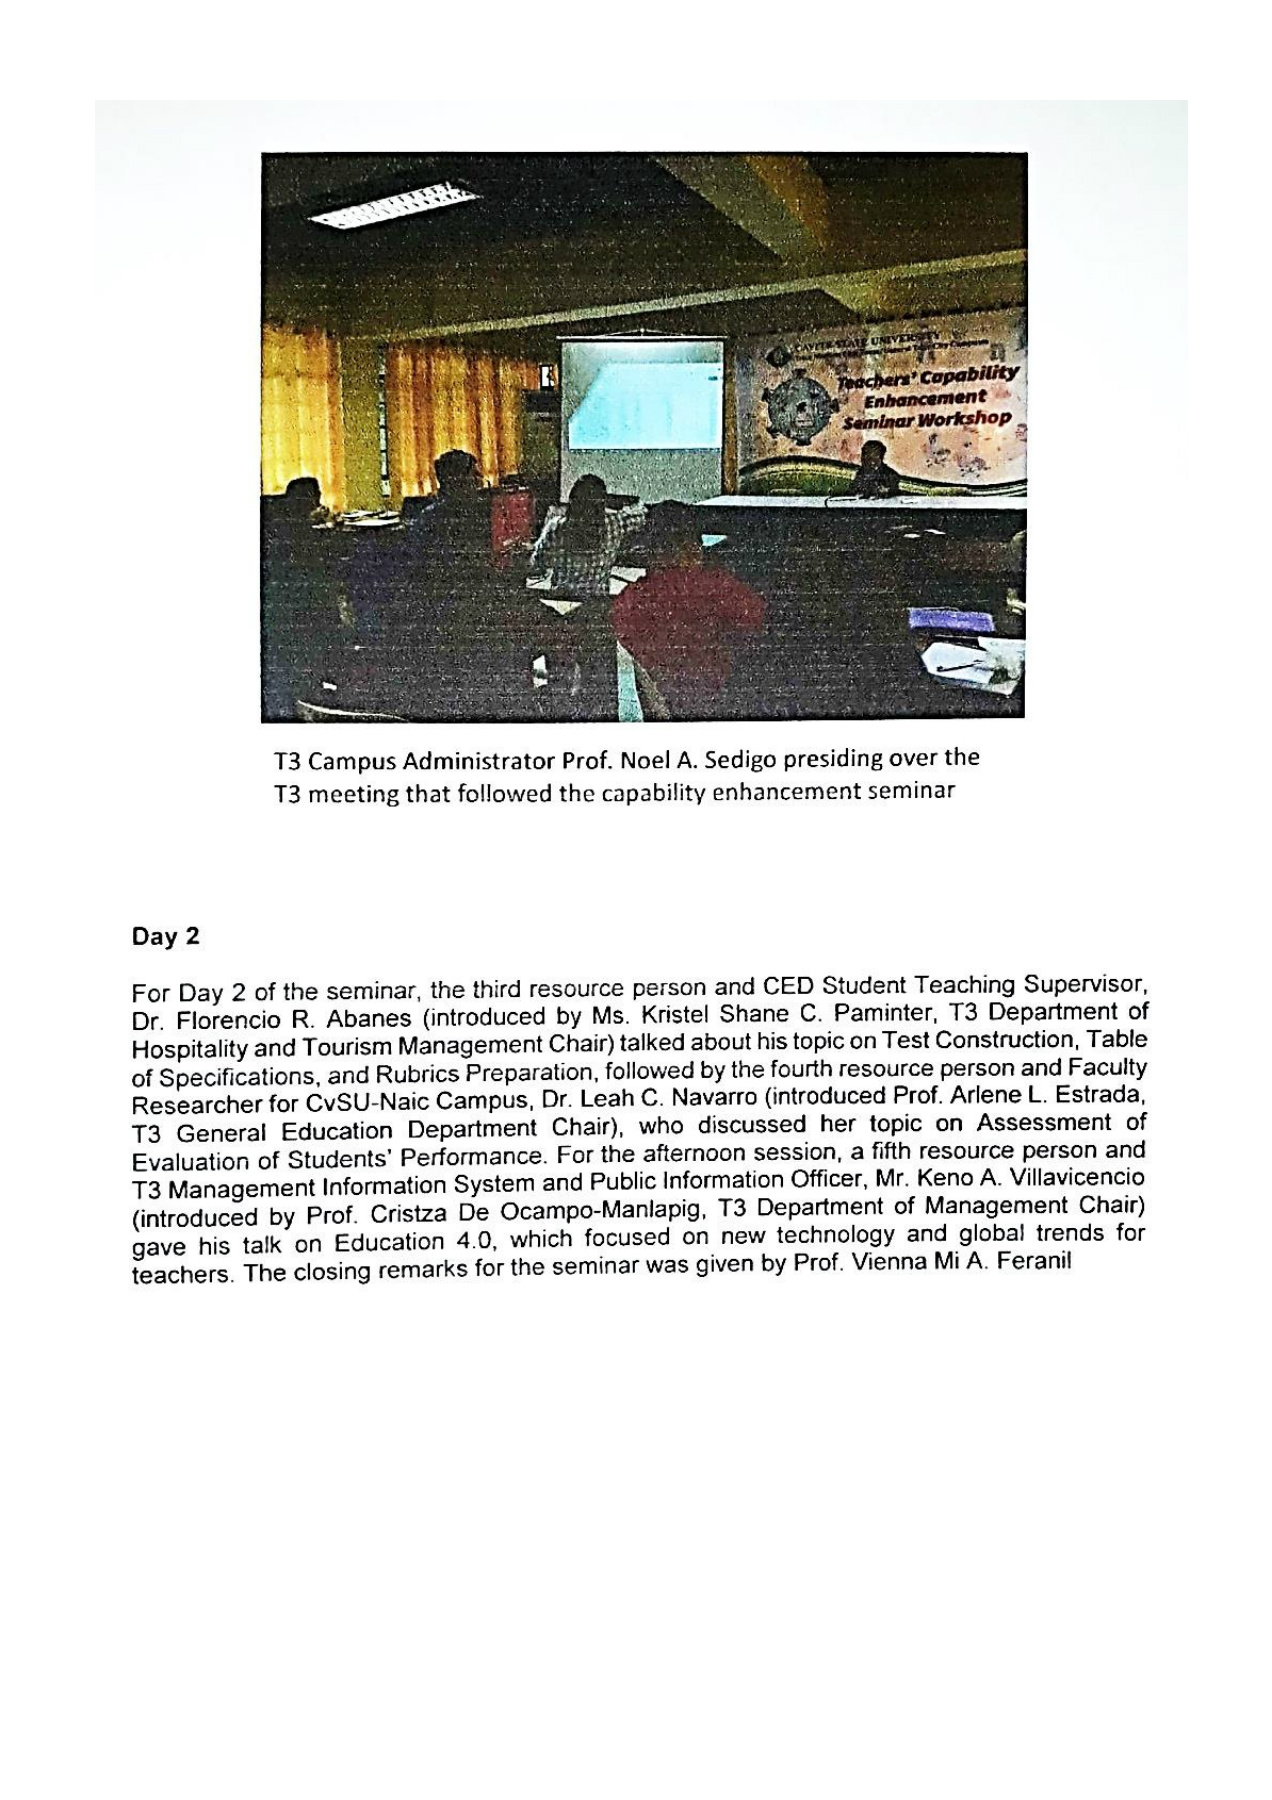 CAVITE STATE UNIVERSITY
Teachers' Capability
Enhancement
Seminar Workshop
T3 Campus Administrator Prof. Noel A. Sedigo presiding over the
T3 meeting that followed the capability enhancement seminar
Day 2
For Day 2 of the seminar, the third resource person and CED Student Teaching Supervisor,
Dr. Florencio R. Abanes (introduced by Ms. Kristel Shane C. Paminter, T3 Department of
Hospitality and Tourism Management Chair) talked about his topic on Test Construction, Table
of Specifications, and Rubrics Preparation, followed by the fourth resource person and Faculty
Researcher for CvSU-Naic Campus, Dr. Leah C. Navarro (introduced Prof. Arlene L. Estrada,
T3 General Education Department Chair), who discussed her topic on Assessment of
Evaluation of Students' Performance. For the afternoon session, a fifth resource person and
T3 Management Information System and Public Information Officer, Mr. Keno A. Villavicencio
(introduced by Prof. Cristza De Ocampo-Manlapig, T3 Department of Management Chair)
gave his talk on Education 4.0, which focused on new technology and global trends for
teachers. The closing remarks for the seminar was given by Prof. Vienna Mi A. Feranil